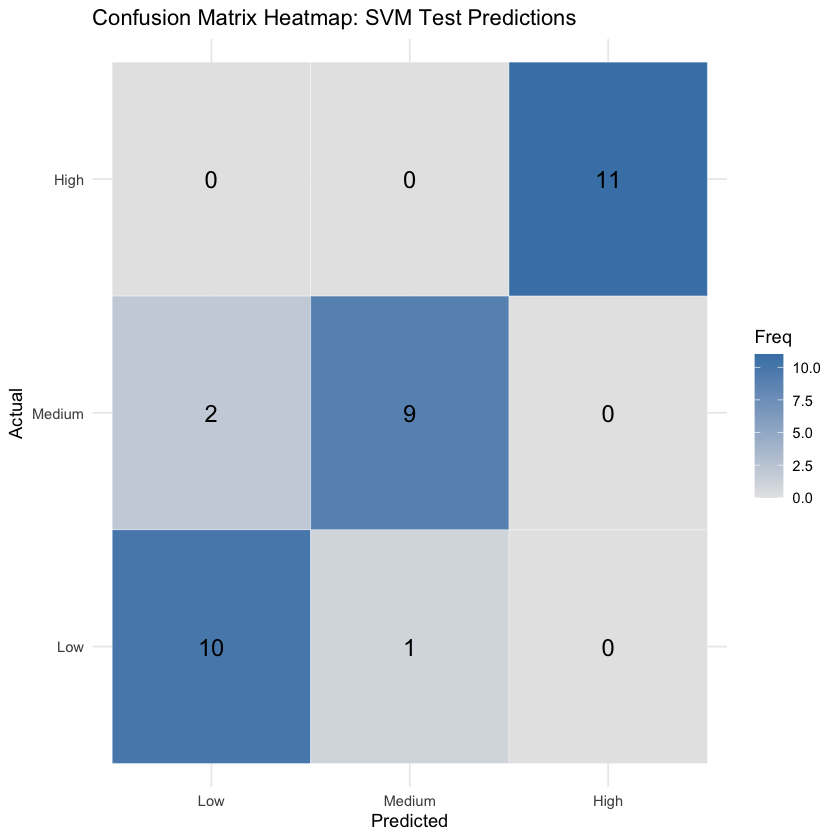 Confusion Matrix Heatmap: SVM Test Predictions
High
0
0
11
Medium
2
9
0
Low
10
1
0
Actual
Low
Medium
High
Predicted
Freq
10.0
7.5
5.0
2.5
0.0